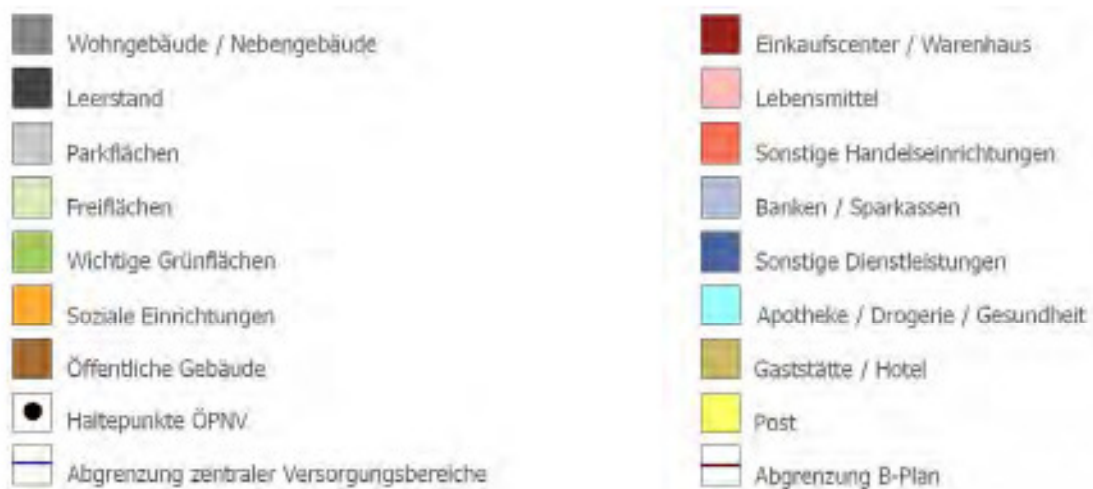 Wohngebäude / Nebengebäude
Leerstand
Parkflächen
Freiflächen
Wichtige Grünflächen
Soziale Einrichtungen
Öffentliche Gebäude
Haltepunkte ÖPNV
Abgrenzung zentraler Versorgungsbereiche
Einkaufscenter / Warenhaus
Lebensmittel
Sonstige Handelseinrichtungen
Banken / Sparkassen
Sonstige Dienstleistungen
Apotheke / Drogerie / Gesundheit
Gaststätte / Hotel
Post
Abgrenzung B-Plan